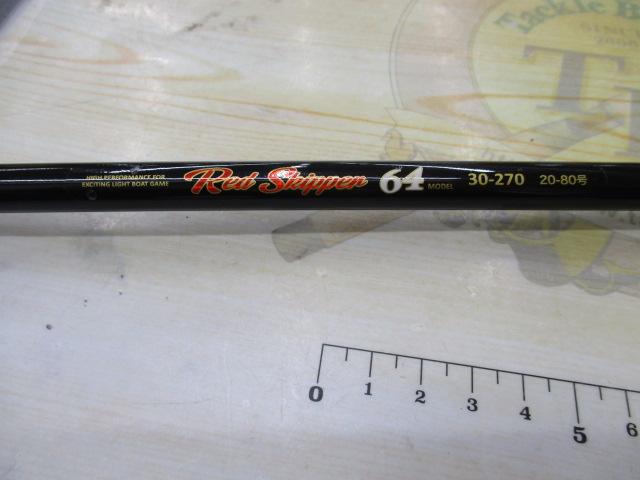 HIGH PERFORMANCE FOR
EXCITING LIGHT BOAT GAME
Red Skipper 64 MODEL 30-270 20-80号
Tackle
0 1 2 3 4 5 6